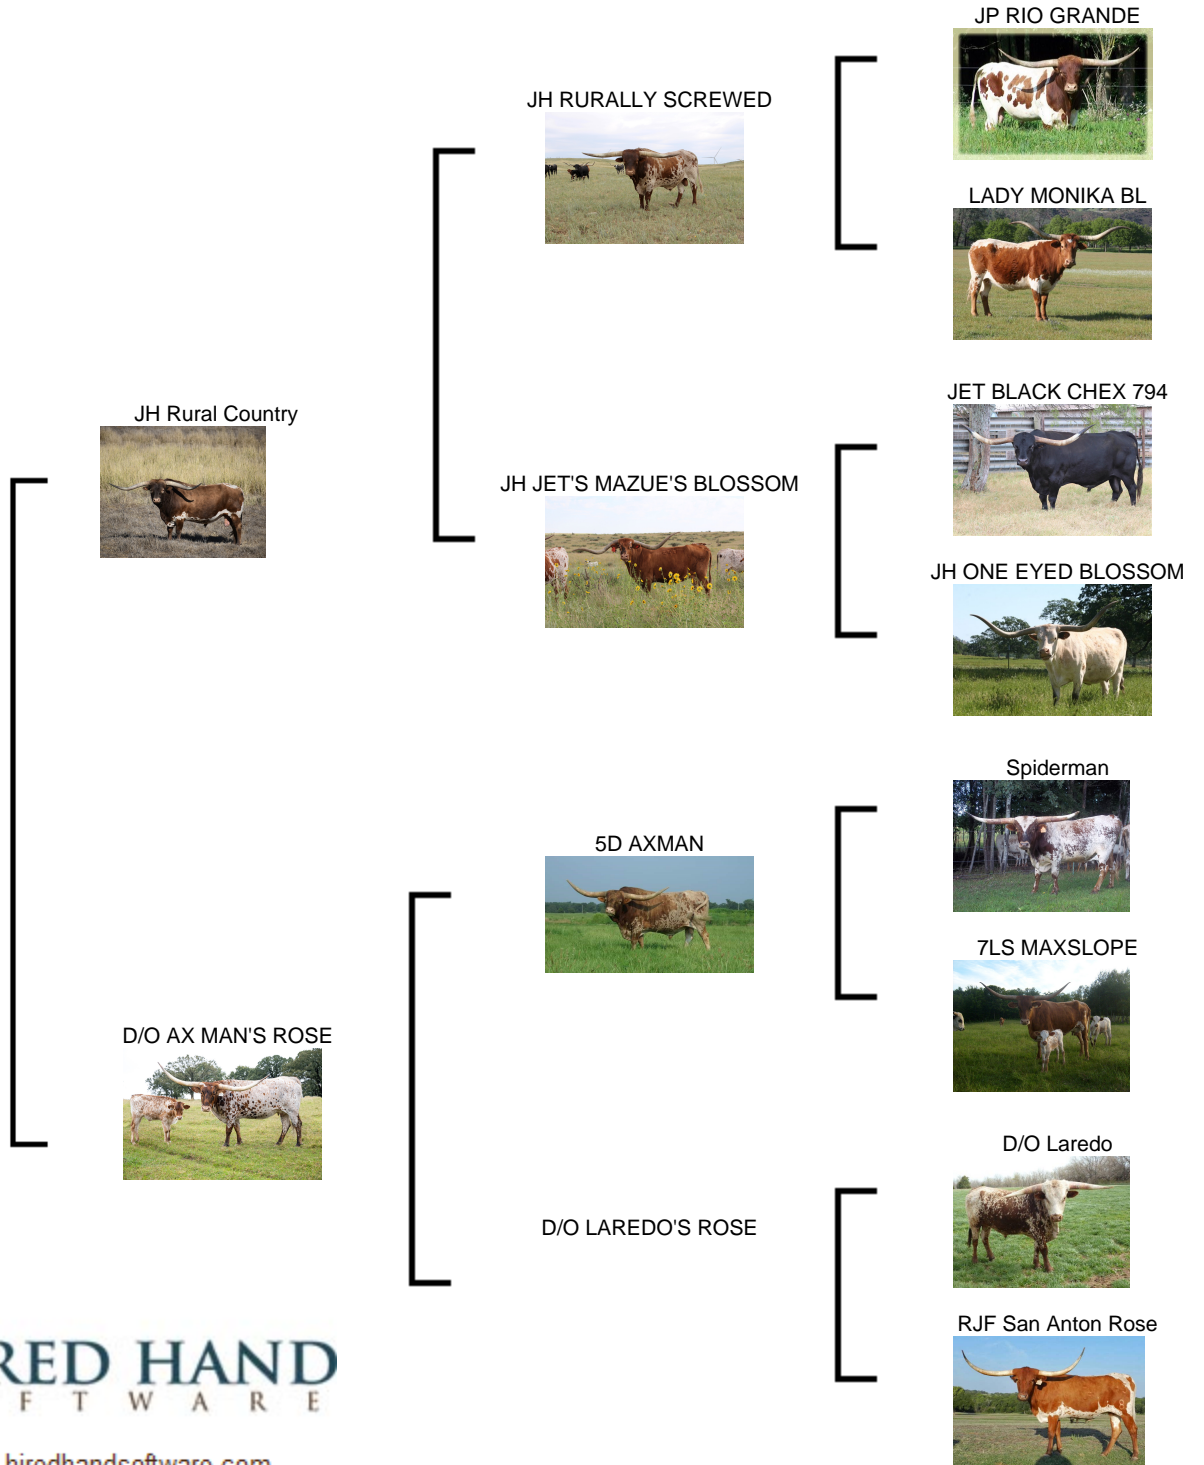 JP RIO GRANDE
JH RURALLY SCREWED
LADY MONIKA BL
JH Rural Country
JET BLACK CHEX 794
JH JET'S MAZUE'S BLOSSOM
JH ONE EYED BLOSSOM
Spiderman
5D AXMAN
7LS MAXSLOPE
D/O AX MAN'S ROSE
D/O Laredo
D/O LAREDO'S ROSE
RJF San Anton Rose
RED HAND
F T W A R E
hiredhandsoftware.com